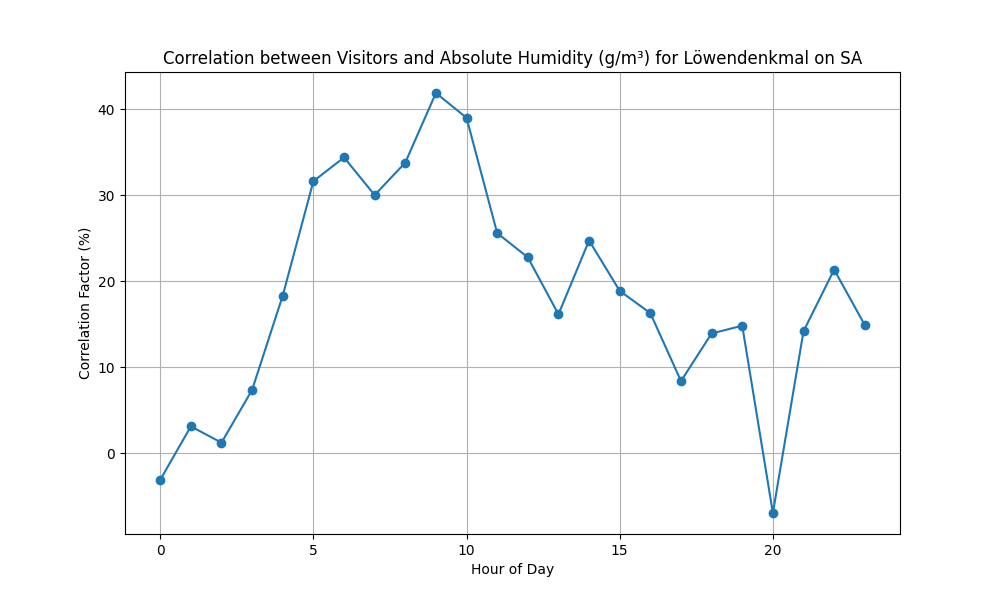 Correlation between Visitors and Absolute Humidity (g/m³) for Löwendenkmal on SA
40
30
20
10
0
Correlation Factor (%)
0 5 10 15 20
Hour of Day